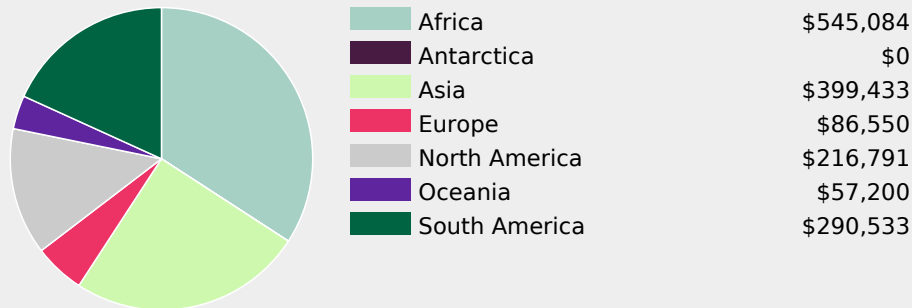 Africa $545,084
Antarctica $0
Asia $399,433
Europe $86,550
North America $216,791
Oceania $57,200
South America $290,533